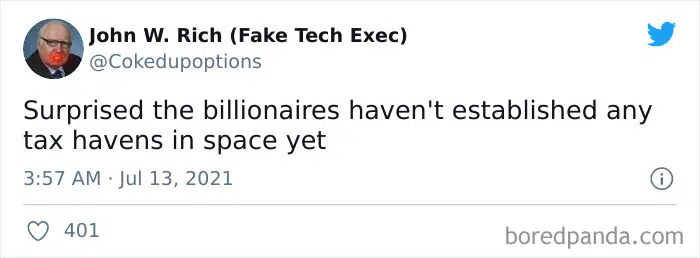 John W. Rich (Fake Tech Exec)
@Cokedupoptions
Surprised the billionaires haven't established any
tax havens in space yet
3:57 AM · Jul 13, 2021
401
boredpanda.com